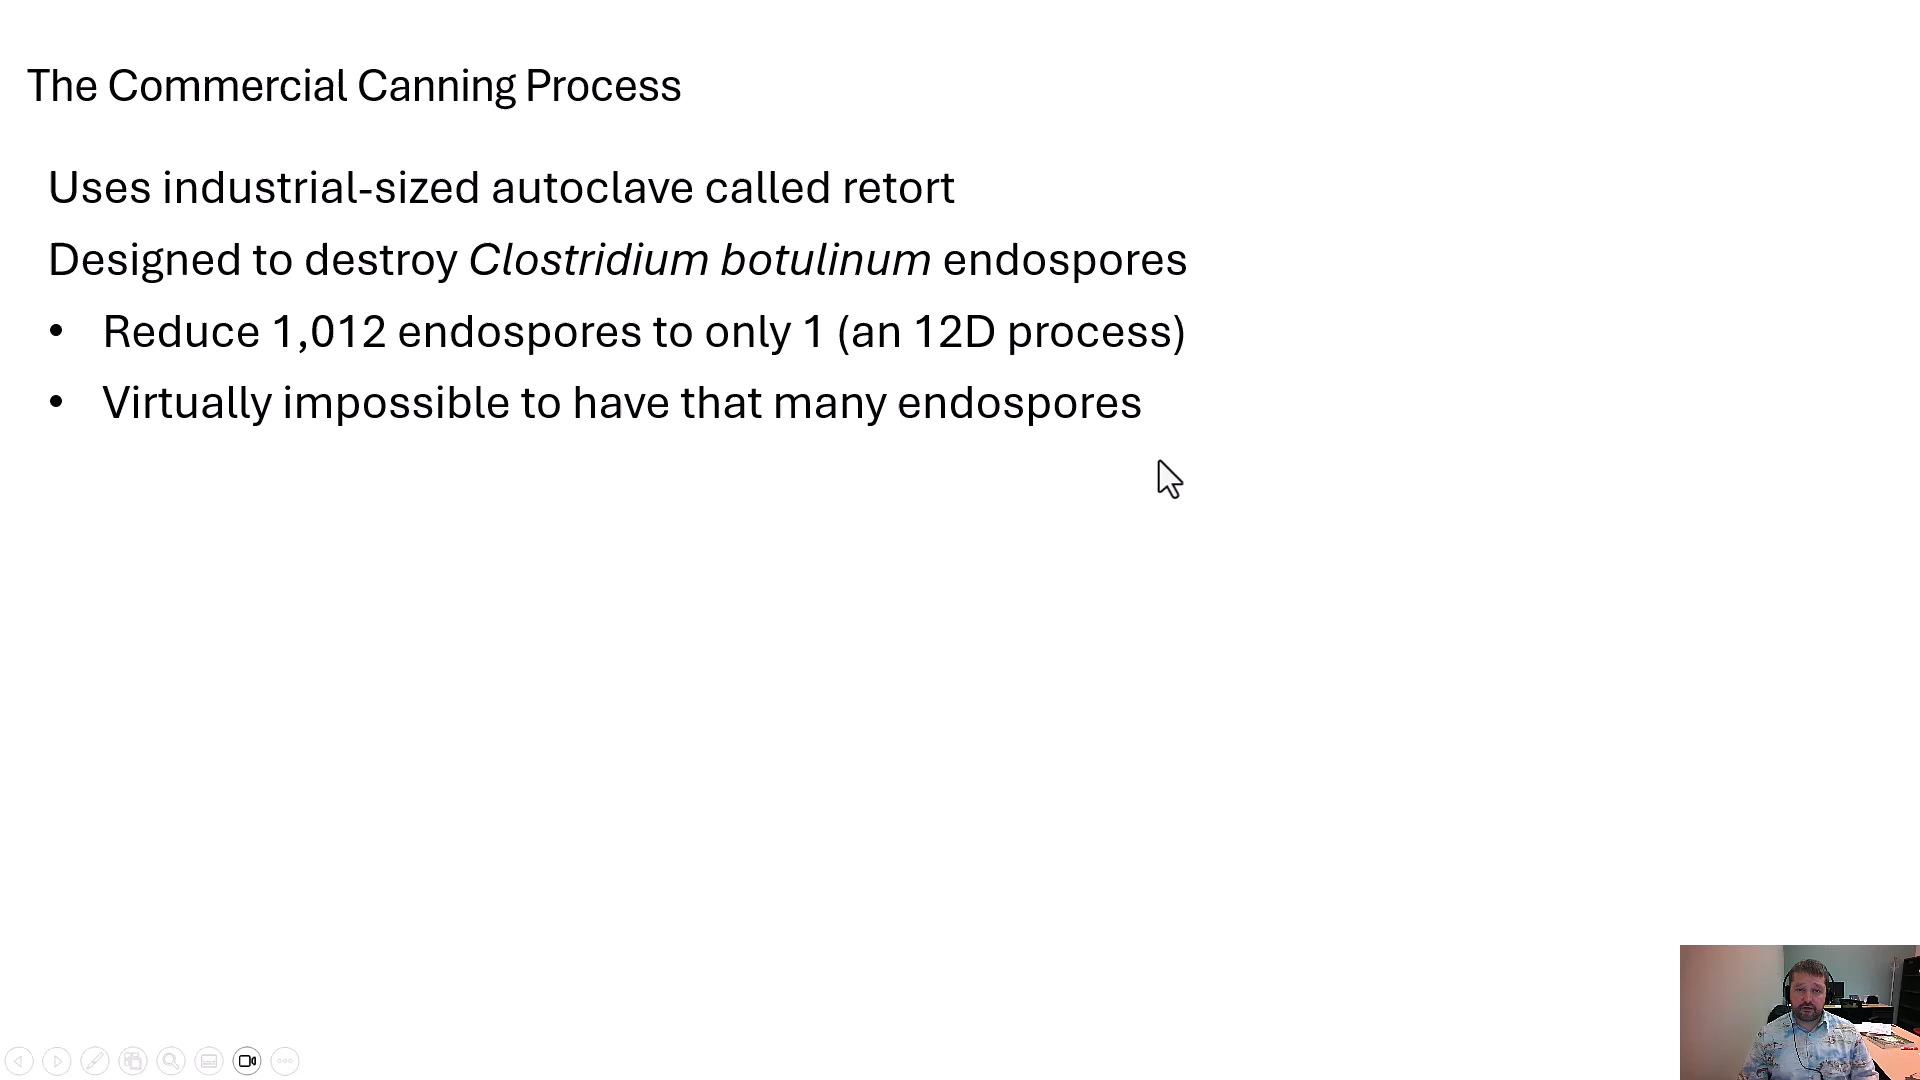 The Commercial Canning Process
Uses industrial-sized autoclave called retort
Designed to destroy Clostridium botulinum endospores
• Reduce 1,012 endospores to only 1 (an 12D process)
• Virtually impossible to have that many endospores